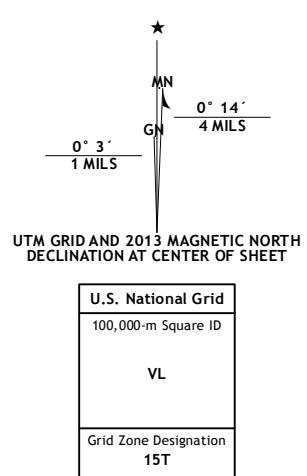 ★
MN
0° 14´
4 MILS
GN
0° 3´
1 MILS
UTM GRID AND 2013 MAGNETIC NORTH
DECLINATION AT CENTER OF SHEET
U.S. National Grid
100,000-m Square ID
VL
Grid Zone Designation
15T